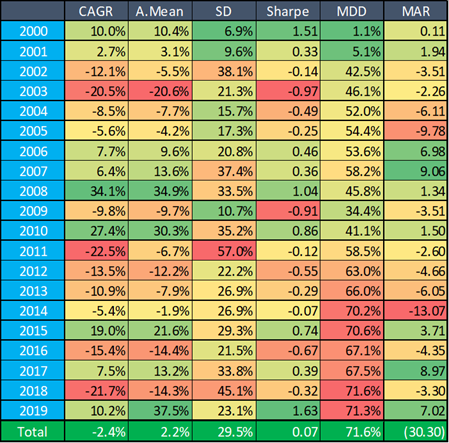 CAGR A.Mean SD Sharpe MDD MAR
2000 10.0% 10.4% 6.9% 1.51 1.1% 0.11
2001 2.7% 3.1% 9.6% 0.33 5.1% 1.94
2002 -12.1% -5.5% 38.1% -0.14 42.5% -3.51
2003 -20.5% -20.6% 21.3% -0.97 46.1% -2.26
2004 -8.5% -7.7% 15.7% -0.49 52.0% -6.11
2005 -5.6% -4.2% 17.3% -0.25 54.4% -9.78
2006 7.7% 9.6% 20.8% 0.46 53.6% 6.98
2007 6.4% 13.6% 37.4% 0.36 58.2% 9.06
2008 34.1% 34.9% 33.5% 1.04 45.8% 1.34
2009 -9.8% -9.7% 10.7% -0.91 34.4% -3.51
2010 27.4% 30.3% 35.2% 0.86 41.1% 1.50
2011 -22.5% -6.7% 57.0% -0.12 58.5% -2.60
2012 -13.5% -12.2% 22.2% -0.55 63.0% -4.66
2013 -10.9% -7.9% 26.9% -0.29 66.0% -6.05
2014 -5.4% -1.9% 26.9% -0.07 70.2% -13.07
2015 19.0% 21.6% 29.3% 0.74 70.6% 3.71
2016 -15.4% -14.4% 21.5% -0.67 67.1% -4.35
2017 7.5% 13.2% 33.8% 0.39 67.5% 8.97
2018 -21.7% -14.3% 45.1% -0.32 71.6% -3.30
2019 10.2% 37.5% 23.1% 1.63 71.3% 7.02
Total -2.4% 2.2% 29.5% 0.07 71.6% (30.30)